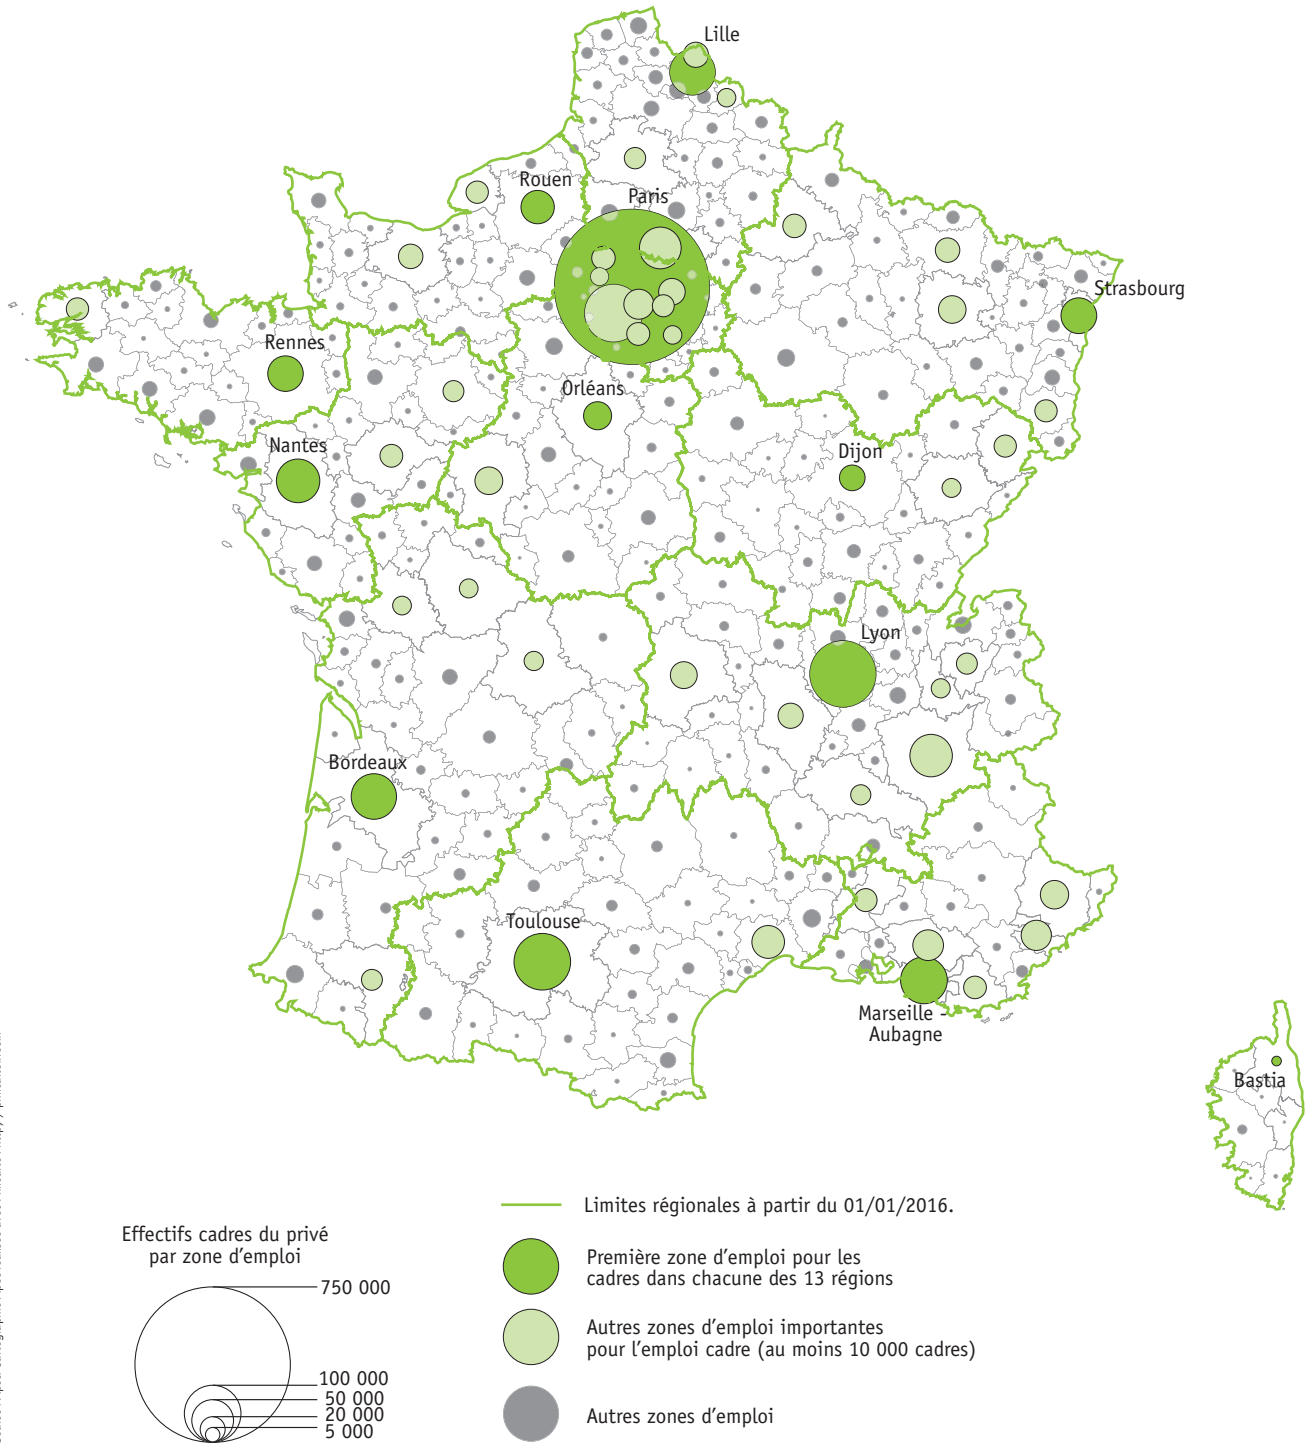 Lille
Rouen
Paris
Strasbourg
Rennes
Orléans
Nantes
Dijon
Lyon
Bordeaux
Toulouse
Marseille -
Aubagne
Bastia
Limites régionales à partir du 01/01/2016.
Effectifs cadres du privé
par zone d'emploi
750 000
100 000
50 000
20 000
5 000
Première zone d'emploi pour les
cadres dans chacune des 13 régions
Autres zones d'emploi importantes
pour l'emploi cadre (au moins 10 000 cadres)
Autres zones d'emploi